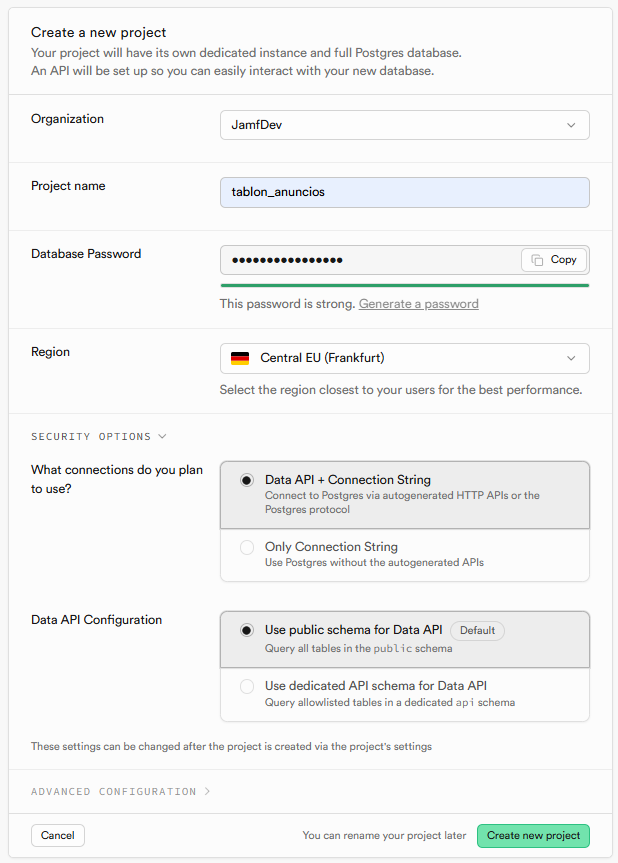 Create a new project
Your project will have its own dedicated instance and full Postgres database.
An API will be set up so you can easily interact with your new database.
Organization
JamfDev
Project name
tablon_anuncios
Database Password
••••••••••••••••
Copy
This password is strong. Generate a password
Region
Central EU (Frankfurt)
Select the region closest to your users for the best performance.
SECURITY OPTIONS
What connections do you plan
to use?
Data API + Connection String
Connect to Postgres via autogenerated HTTP APIs or the
Postgres protocol
Only Connection String
Use Postgres without the autogenerated APIs
Data API Configuration
Use public schema for Data API Default
Query all tables in the public schema
Use dedicated API schema for Data API
Query allowlisted tables in a dedicated api schema
These settings can be changed after the project is created via the project's settings
ADVANCED CONFIGURATION
Cancel
You can rename your project later
Create new project